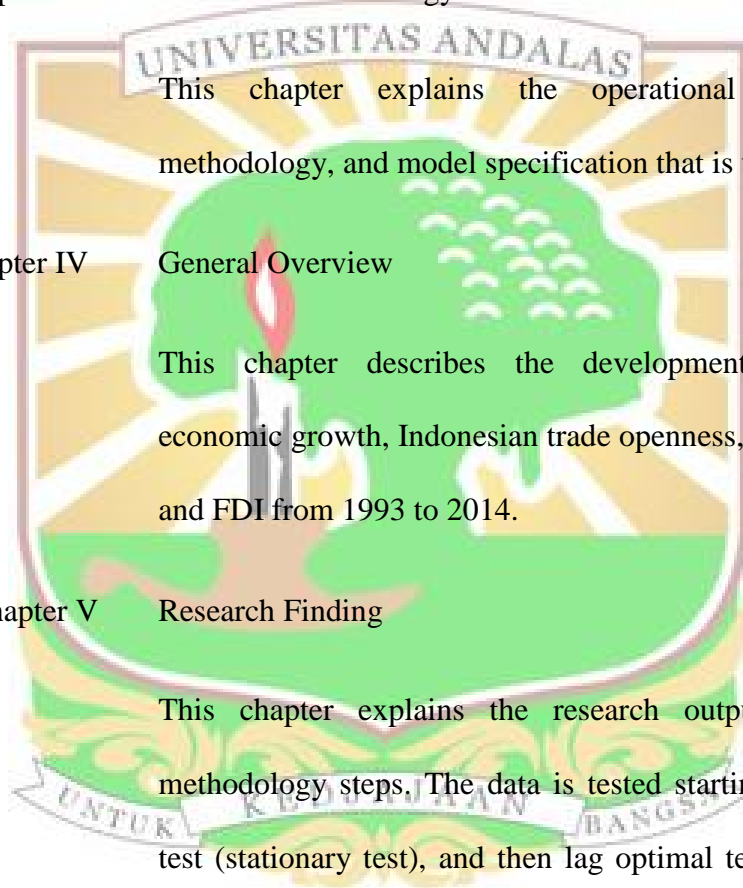 UNIVERSITAS ANDALAS
This chapter explains the operational
methodology, and model specification that is
pter IV General Overview
This chapter describes the development
economic growth, Indonesian trade openness,
and FDI from 1993 to 2014.
hapter V Research Finding
This chapter explains the research outp
methodology steps. The data is tested starti
UNTUK KEDJAJAAN BANGSA
test (stationary test), and then lag optimal te